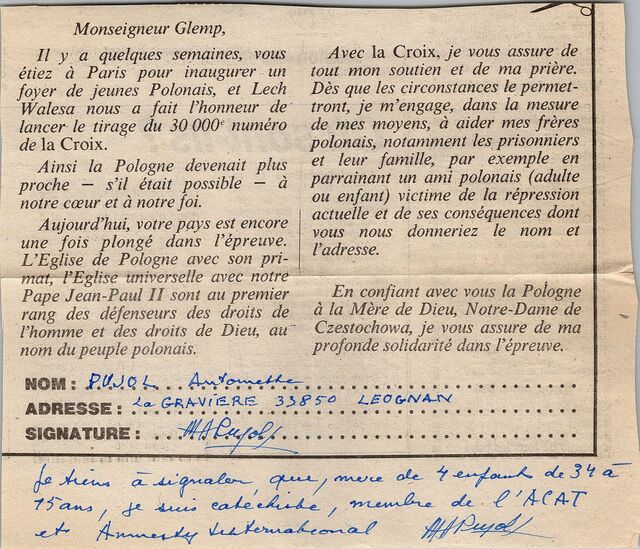 Monseigneur Glemp,
Il y a quelques semaines, vous
étiez à Paris pour inaugurer un
foyer de jeunes Polonais, et Lech
Walesa nous a fait l'honneur de
lancer le tirage du 30 000e numéro
de la Croix.
Ainsi la Pologne devenait plus
proche — s'il était possible — à
notre cœur et à notre foi.
Aujourd'hui, votre pays est encore
une fois plongé dans l'épreuve.
L'Eglise de Pologne avec son pri-
mat, l'Eglise universelle avec notre
Pape Jean-Paul II sont au premier
rang des défenseurs des droits de
l'homme et des droits de Dieu, au
nom du peuple polonais.
Avec la Croix, je vous assure de
tout mon soutien et de ma prière.
Dès que les circonstances le permet-
tront, je m'engage, dans la mesure
de mes moyens, à aider mes frères
polonais, notamment les prisonniers
et leur famille, par exemple en
parrainant un ami polonais (adulte
ou enfant) victime de la répression
actuelle et de ses conséquences dont
vous nous donneriez le nom et
l'adresse.
En confiant avec vous la Pologne
à la Mère de Dieu, Notre-Dame de
Czestochowa, je vous assure de ma
profonde solidarité dans l'épreuve.
NOM : PUJOL Antoinette
ADRESSE : La GRAVIERE 33850 LEOGNAN
SIGNATURE : MAPujol
Je tiens à signaler que, mère de 4 enfants de 34 à
15 ans, je suis catéchiste, membre de l'ACAT
et Amnesty International MAPujol